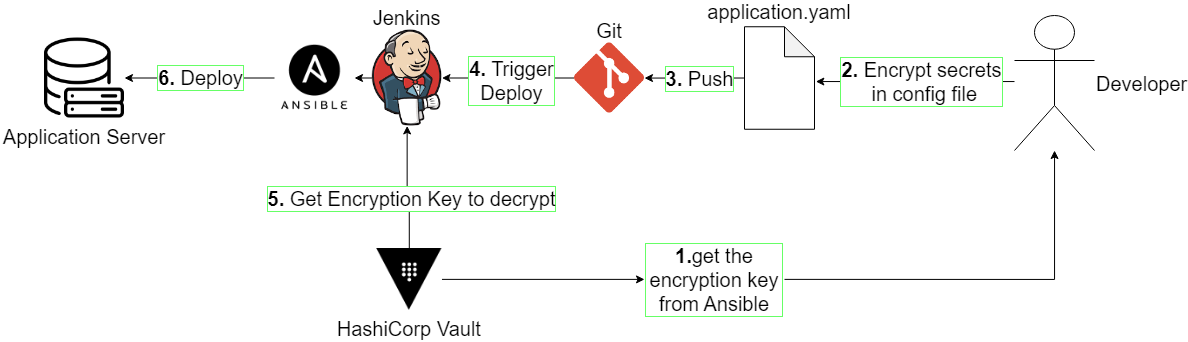 application.yaml
Jenkins
Git
2. Encrypt secrets
in config file
Developer
3. Push
4. Trigger
Deploy
ANSIBLE
6. Deploy
Application Server
5. Get Encryption Key to decrypt
1.get the
encryption key
from Ansible
HashiCorp Vault